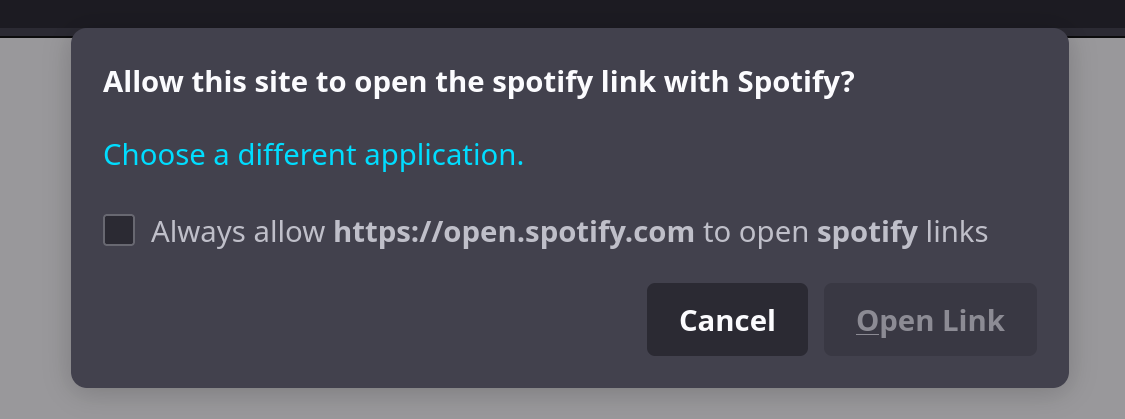 Allow this site to open the spotify link with Spotify?
Choose a different application.
Always allow https://open.spotify.com to open spotify links
Cancel
Open Link